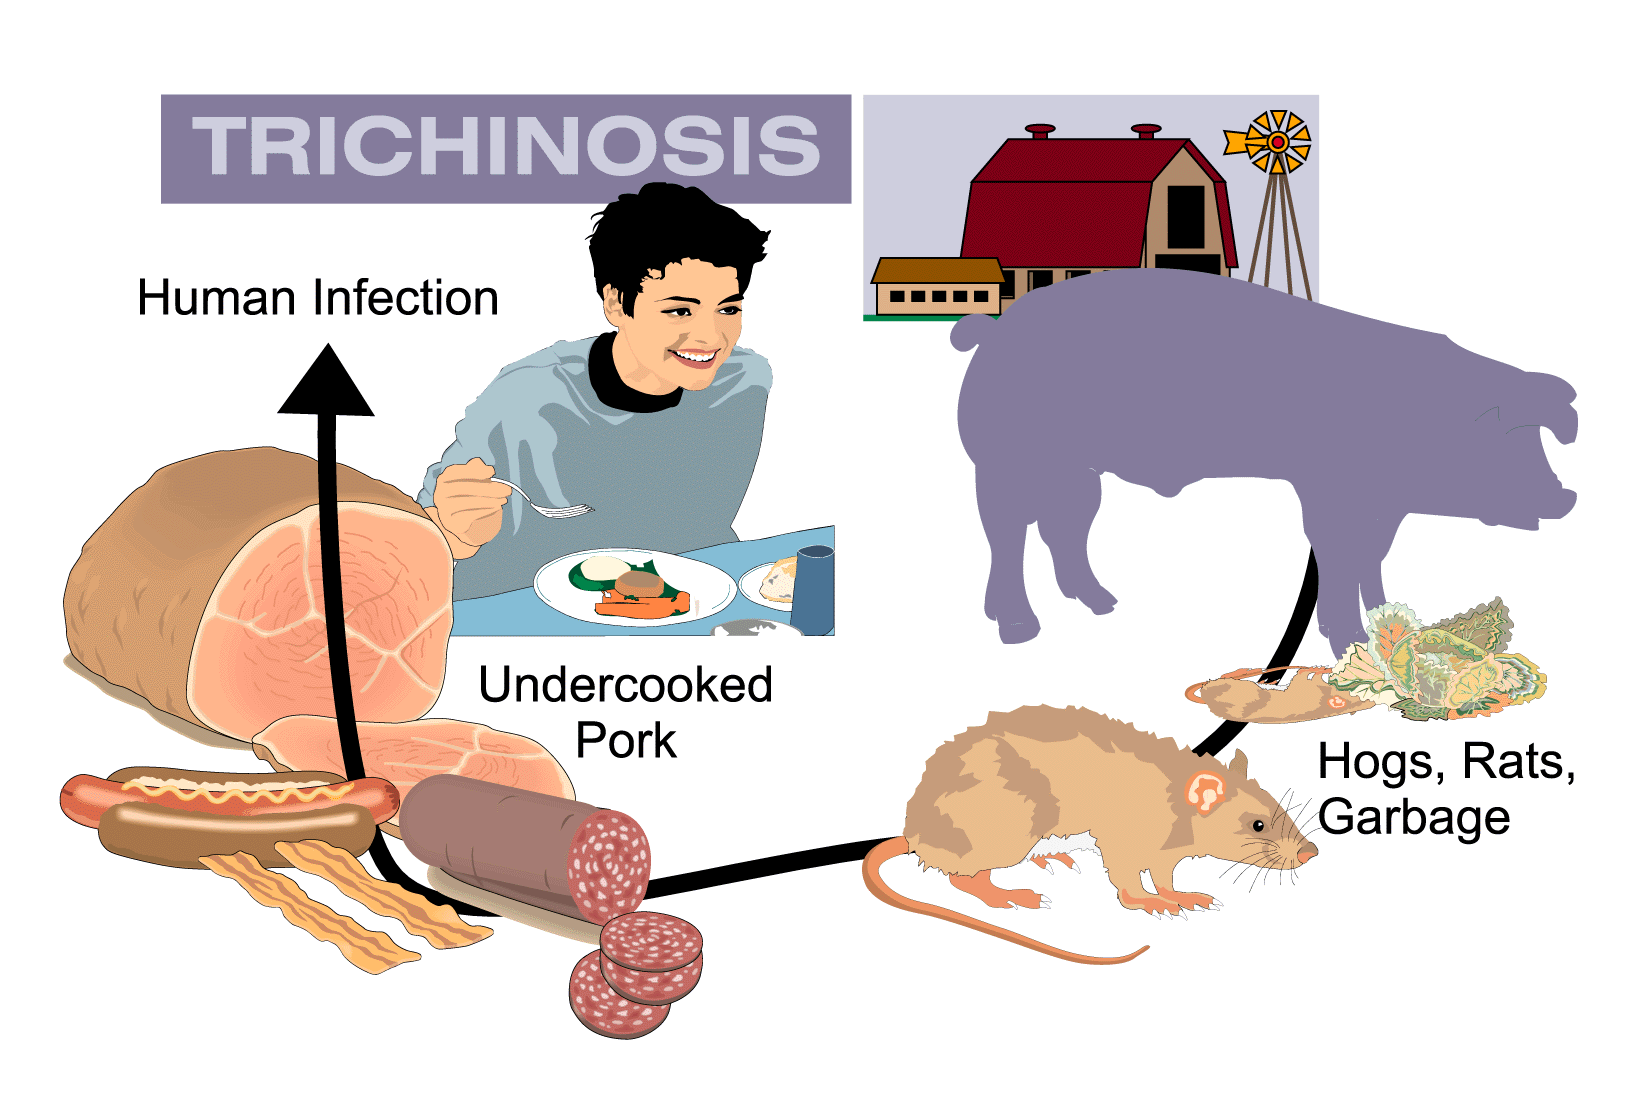 TRICHINOSIS
Human Infection
Undercooked
Pork
Hogs, Rats,
Garbage